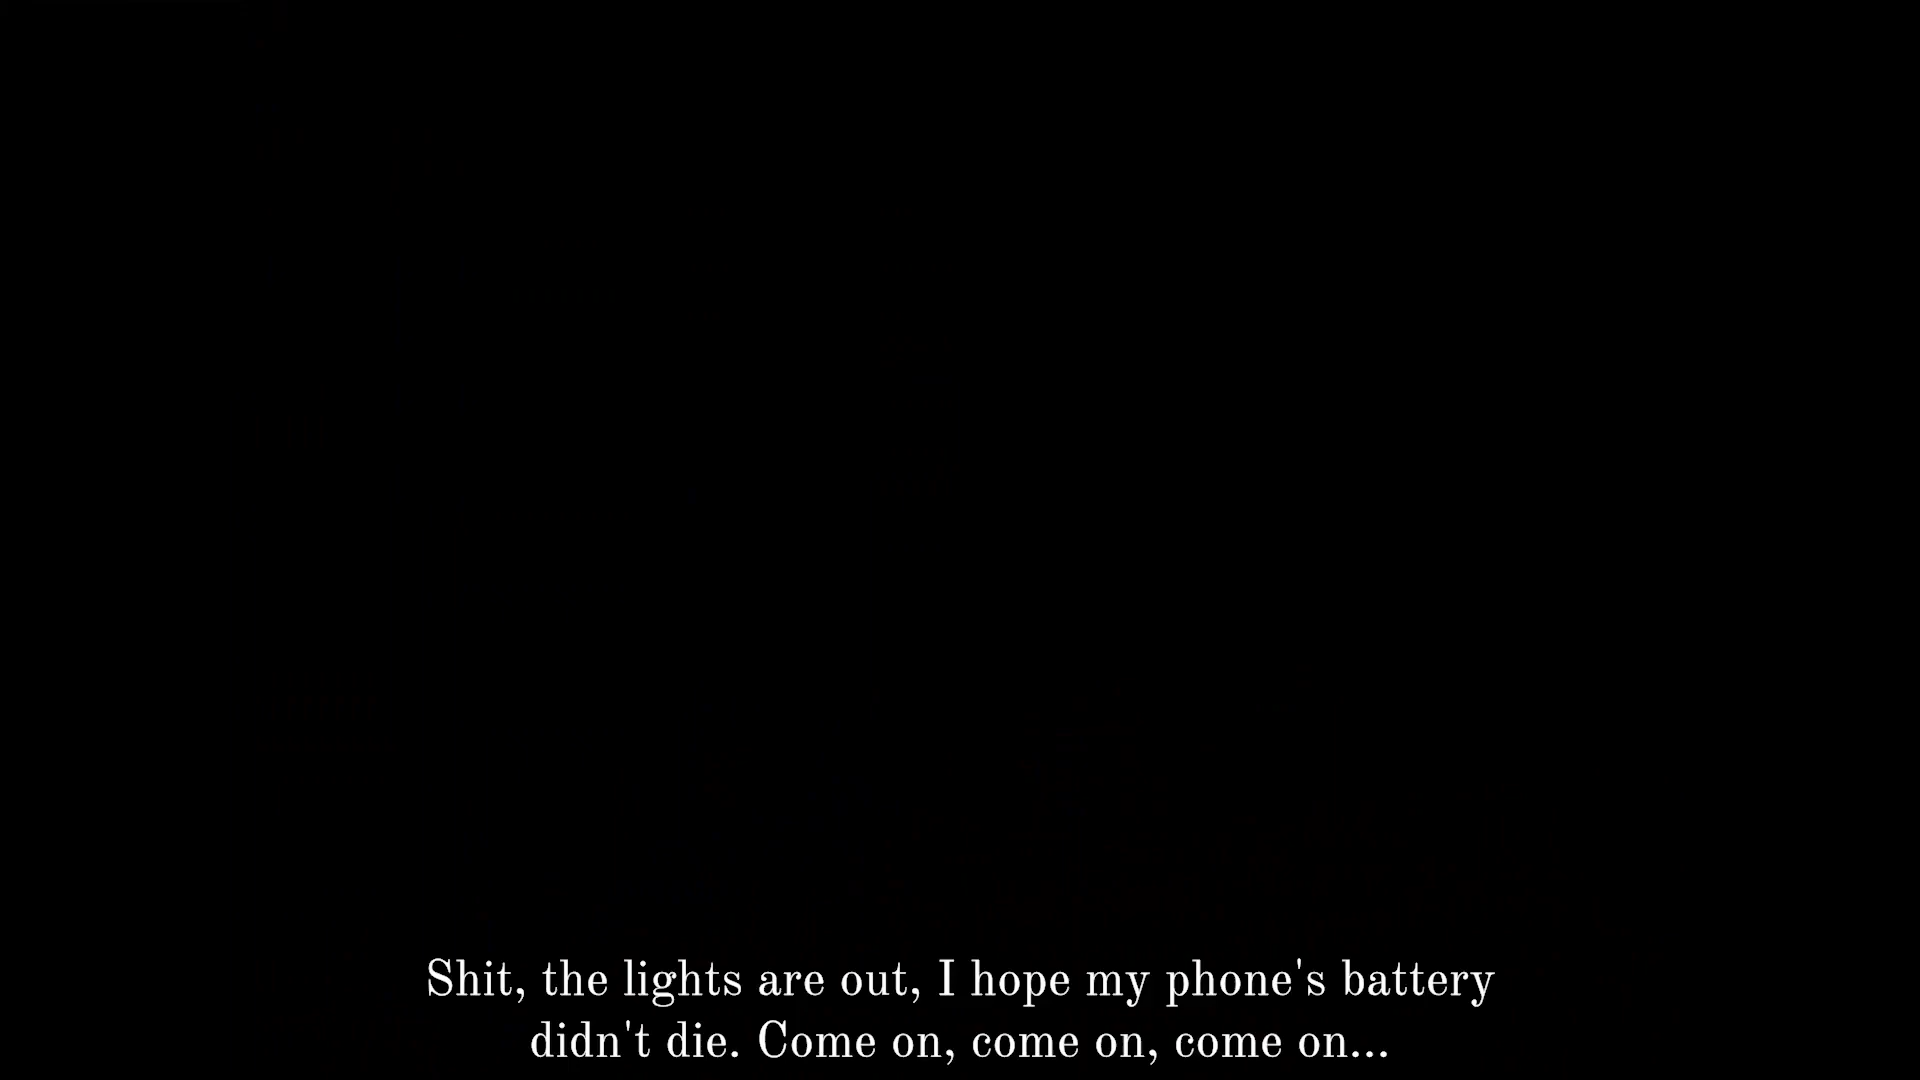 Shit, the lights are out, I hope my phone's battery
didn't die. Come on, come on, come on...